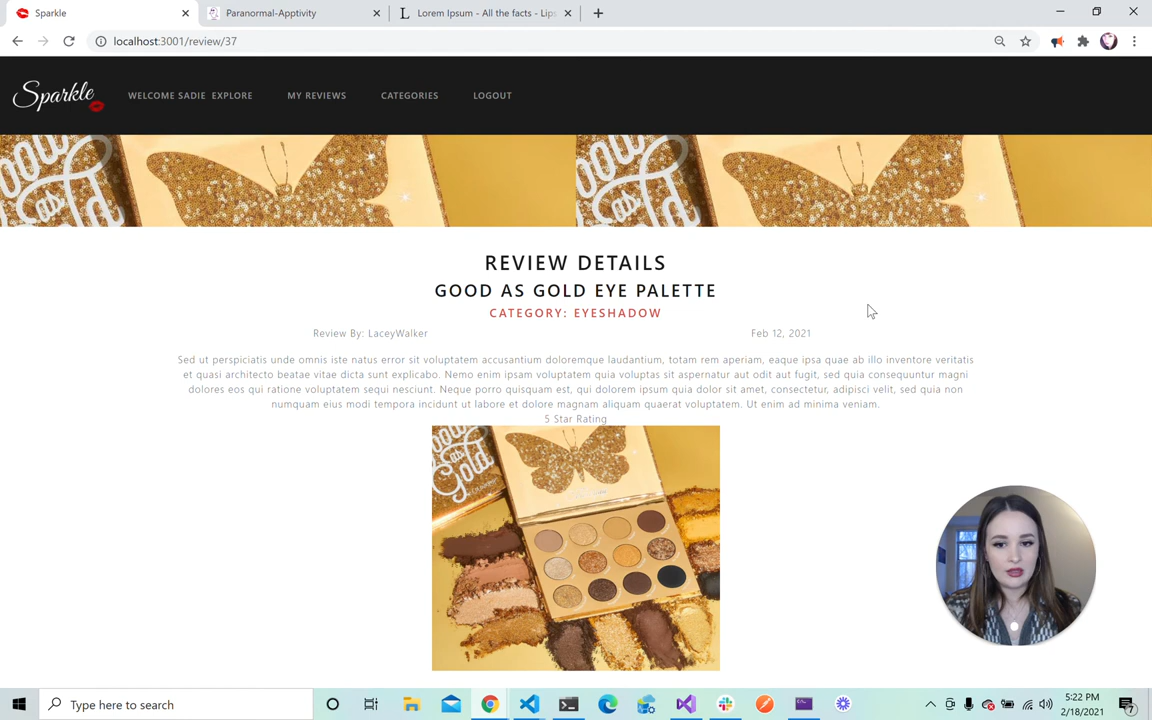 Sparkle
Paranormal-Apptivity
Lorem Ipsum - All the facts - Lip
localhost:3001/review/37
Sparkle
WELCOME SADIE EXPLORE
MY REVIEWS
CATEGORIES
LOGOUT
REVIEW DETAILS
GOOD AS GOLD EYE PALETTE
CATEGORY: EYESHADOW
Review By: LaceyWalker
Feb 12, 2021
Sed ut perspiciatis unde omnis iste natus error sit voluptatem accusantium doloremque laudantium, totam rem aperiam, eaque ipsa quae ab illo inventore veritatis
et quasi architecto beatae vitae dicta sunt explicabo. Nemo enim ipsam voluptatem quia voluptas sit aspernatur aut odit aut fugit, sed quia consequuntur magni
dolores eos qui ratione voluptatem sequi nesciunt. Neque porro quisquam est, qui dolorem ipsum quia dolor sit amet, consectetur, adipisci velit, sed quia non
numquam eius modi tempora incidunt ut labore et dolore magnam aliquam quaerat voluptatem. Ut enim ad minima veniam.
5 Star Rating
as
Gold
Type here to search
5:22 PM
2/18/2021
7